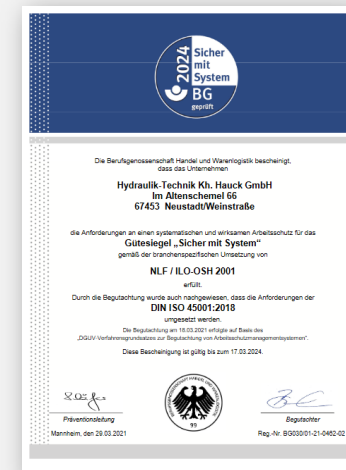 2024
Sicher
mit
System
BG
geprüft
Die Berufsgenossenschaft Handel und Warenlogistik bescheinigt,
dass das Unternehmen
Hydraulik-Technik Kh. Hauck GmbH
Im Altenschemel 66
67453 Neustadt/Weinstraße
die Anforderungen an einen systematischen und wirksamen Arbeitsschutz für das
Gütesiegel „Sicher mit System“
gemäß der branchenspezifischen Umsetzung von
NLF / ILO-OSH 2001
erfüllt.
Durch die Begutachtung wurde auch nachgewiesen, dass die Anforderungen der
DIN ISO 45001:2018
umgesetzt werden.
Die Begutachtung am 18.03.2021 erfolgte auf Basis des
„DGUV-Verfahrensgrundsatzes zur Begutachtung von Arbeitsschutzmanagementsystemen“.
Diese Bescheinigung ist gültig bis zum 17.03.2024.
Präventionsleitung
Begutachter
Mannheim, den 29.03.2021
Reg.-Nr. BG030/01-21-0462-02